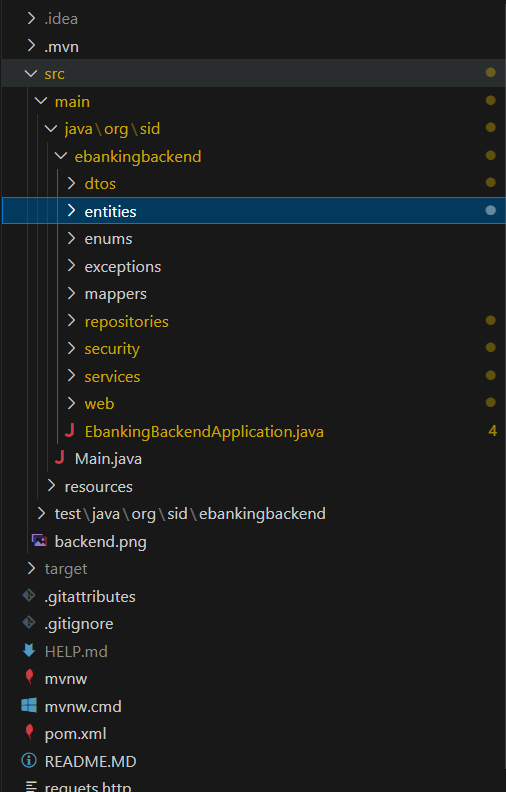 .idea
.mvn
src
main
java\org\sid
ebankingbackend
dtos
entities
enums
exceptions
mappers
repositories
security
services
web
EbankingBackendApplication.java 4
Main.java
resources
test\java\org\sid\ebankingbackend
backend.png
target
.gitattributes
.gitignore
HELP.md
mvnw
mvnw.cmd
pom.xml
README.MD
requets.http